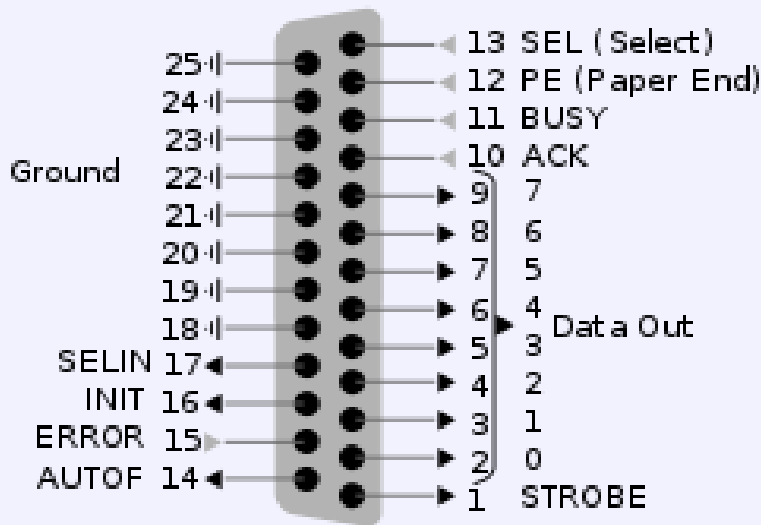 13 SEL (Select)
25
12 PE (Paper End)
24
11 BUSY
23
10 ACK
Ground
22
9 7
21
8 6
20
7 5
19
6 4
Data Out
18
5 3
SELIN 17
4 2
INIT 16
3 1
ERROR 15
2 0
AUTOF 14
1 STROBE